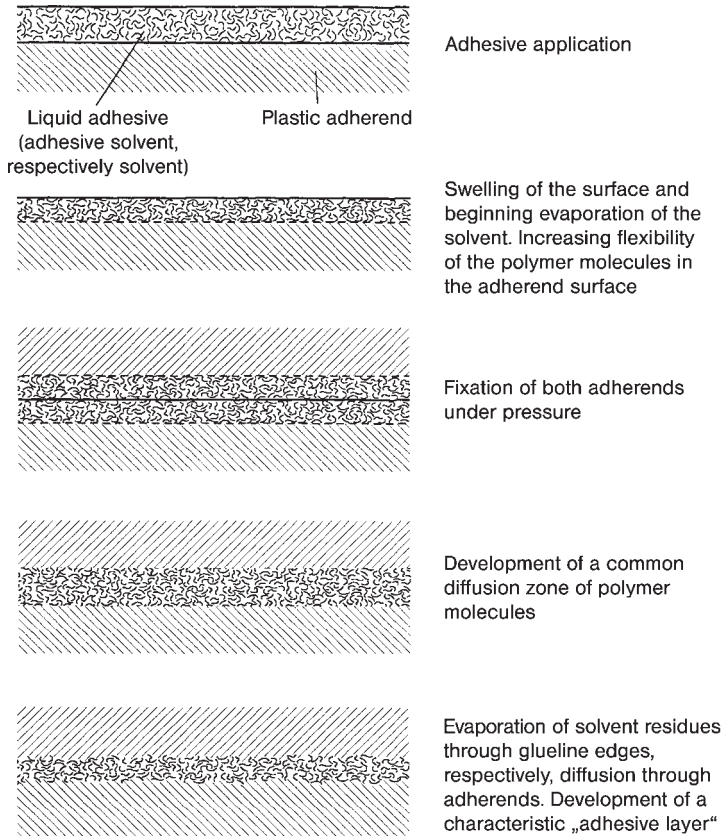 Adhesive application
Liquid adhesive
(adhesive solvent,
respectively solvent)
Plastic adherend
Swelling of the surface and
beginning evaporation of the
solvent. Increasing flexibility
of the polymer molecules in
the adherend surface
Fixation of both adherends
under pressure
Development of a common
diffusion zone of polymer
molecules
Evaporation of solvent residues
through glueline edges,
respectively, diffusion through
adherends. Development of a
characteristic „adhesive layer“